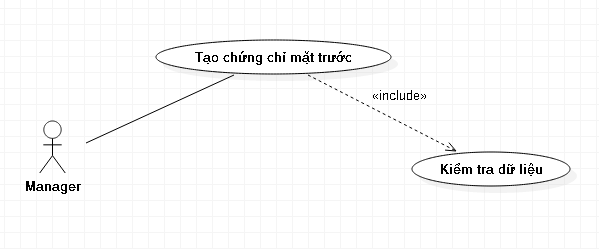 Tạo chứng chỉ mặt trước
«include»
Kiểm tra dữ liệu
Manager